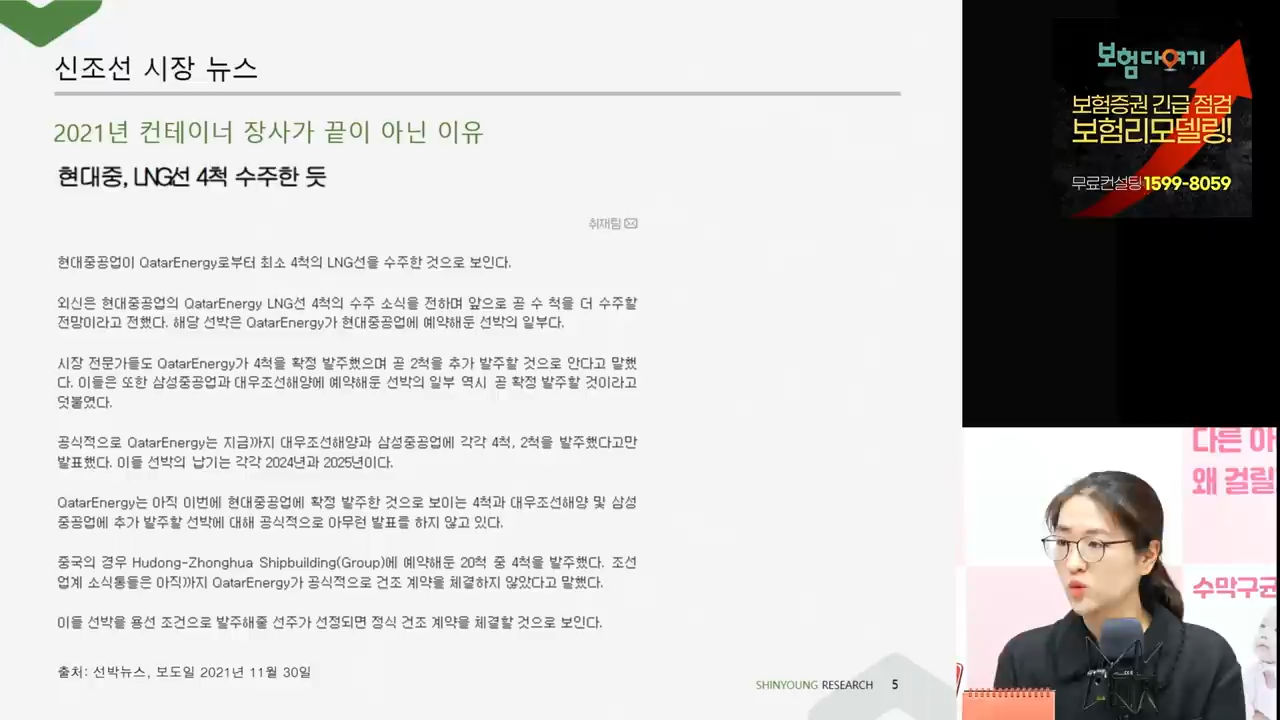 신조선 시장 뉴스
2021년 컨테이너 장사가 끝이 아닌 이유
현대중, LNG선 4척 수주한 듯
취재팀
현대중공업이 QatarEnergy로부터 최소 4척의 LNG선을 수주한 것으로 보인다.
외신은 현대중공업의 QatarEnergy LNG선 4척의 수주 소식을 전하며 앞으로 곧 수 척을 더 수주할
전망이라고 전했다. 해당 선박은 QatarEnergy가 현대중공업에 예약해둔 선박의 일부다.
시장 전문가들도 QatarEnergy가 4척을 확정 발주했으며 곧 2척을 추가 발주할 것으로 안다고 말했
다. 이들은 또한 삼성중공업과 대우조선해양에 예약해둔 선박의 일부 역시 곧 확정 발주할 것이라고
덧붙였다.
공식적으로 QatarEnergy는 지금까지 대우조선해양과 삼성중공업에 각각 4척, 2척을 발주했다고만
발표했다. 이들 선박의 납기는 각각 2024년과 2025년이다.
QatarEnergy는 아직 이번에 현대중공업에 확정 발주한 것으로 보이는 4척과 대우조선해양 및 삼성
중공업에 추가 발주할 선박에 대해 공식적으로 아무런 발표를 하지 않고 있다.
중국의 경우 Hudong-Zhonghua Shipbuilding(Group)에 예약해둔 20척 중 4척을 발주했다. 조선
업계 소식통들은 아직까지 QatarEnergy가 공식적으로 건조 계약을 체결하지 않았다고 말했다.
이들 선박을 용선 조건으로 발주해줄 선주가 선정되면 정식 건조 계약을 체결할 것으로 보인다.
출처: 선박뉴스, 보도일 2021년 11월 30일
SHINYOUNG RESEARCH 5
보험다여기
보험증권 긴급 점검
보험리모델링!
무료컨설팅 1599-8059
다른 아
왜 걸릴
수막구균